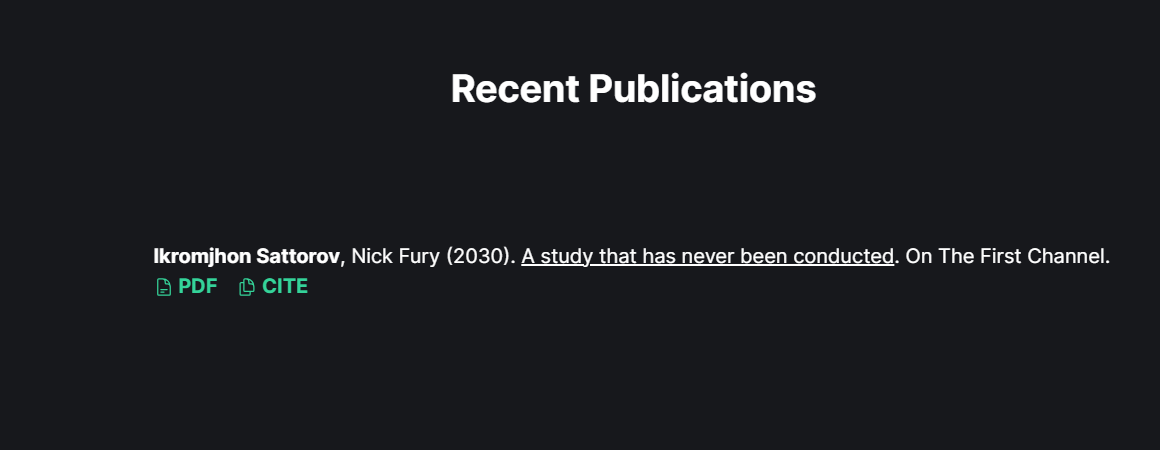 Recent Publications
Ikromjhon Sattorov, Nick Fury (2030). A study that has never been conducted. On The First Channel.
PDF CITE